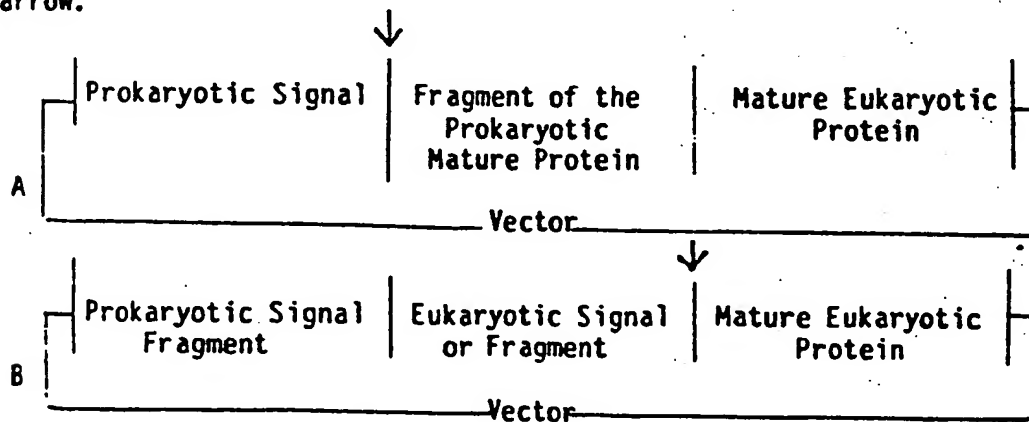 arrow.
Prokaryotic Signal
Fragment of the
Prokaryotic
Mature Protein
Mature Eukaryotic
Protein
A
Vector
Prokaryotic Signal
Fragment
Eukaryotic Signal
or Fragment
Mature Eukaryotic
Protein
B
Vector